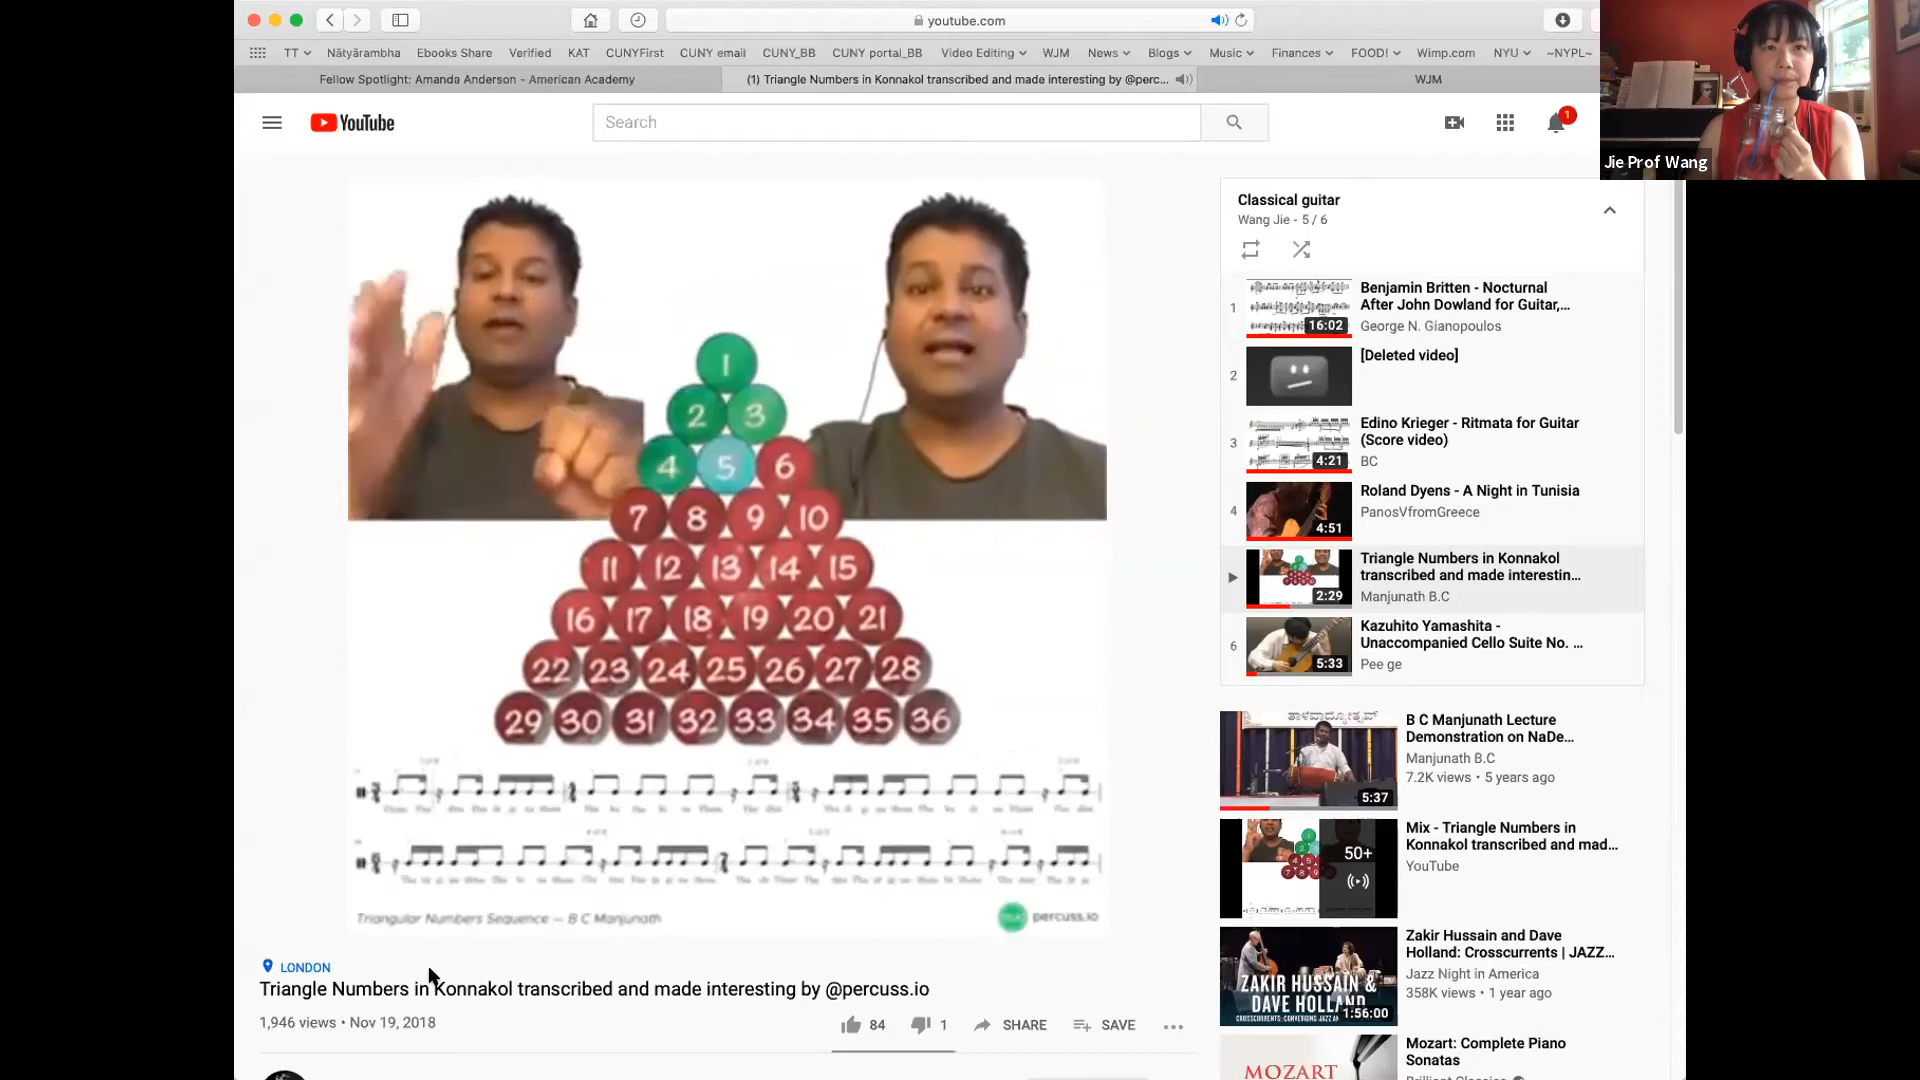 youtube.com
TT Nātyārambha Ebooks Share Verified KAT CUNYFirst CUNY email CUNY_BB CUNY portal_BB Video Editing WJM News Blogs Music Finances FOOD! Wimp.com NYU ~NYPL~
Fellow Spotlight: Amanda Anderson - American Academy
(1) Triangle Numbers in Konnakol transcribed and made interesting by @perc...
WJM
Jie Prof Wang
YouTube
Search
1
1
2 3
4 5 6
7 8 9 10
11 12 13 14 15
16 17 18 19 20 21
22 23 24 25 26 27 28
29 30 31 32 33 34 35 36
Triangular Numbers Sequence — B C Manjunath
percuss.io
LONDON
Triangle Numbers in Konnakol transcribed and made interesting by @percuss.io
1,946 views • Nov 19, 2018
84 1 SHARE SAVE
Classical guitar
Wang Jie - 5 / 6
1
16:02
Benjamin Britten - Nocturnal
After John Dowland for Guitar,...
George N. Gianopoulos
2
[Deleted video]
3
4:21
Edino Krieger - Ritmata for Guitar
(Score video)
BC
4
4:51
Roland Dyens - A Night in Tunisia
PanosVfromGreece
2:29
Triangle Numbers in Konnakol
transcribed and made interestin...
Manjunath B.C
6
5:33
Kazuhito Yamashita -
Unaccompanied Cello Suite No. ...
Pee ge
5:37
B C Manjunath Lecture
Demonstration on NaDe...
Manjunath B.C
7.2K views • 5 years ago
50+
Mix - Triangle Numbers in
Konnakol transcribed and mad...
YouTube
ZAKIR HUSSAIN &
DAVE HOLLAND
1:56:00
Zakir Hussain and Dave
Holland: Crosscurrents | JAZZ...
Jazz Night in America
358K views • 1 year ago
MOZART
Mozart: Complete Piano
Sonatas